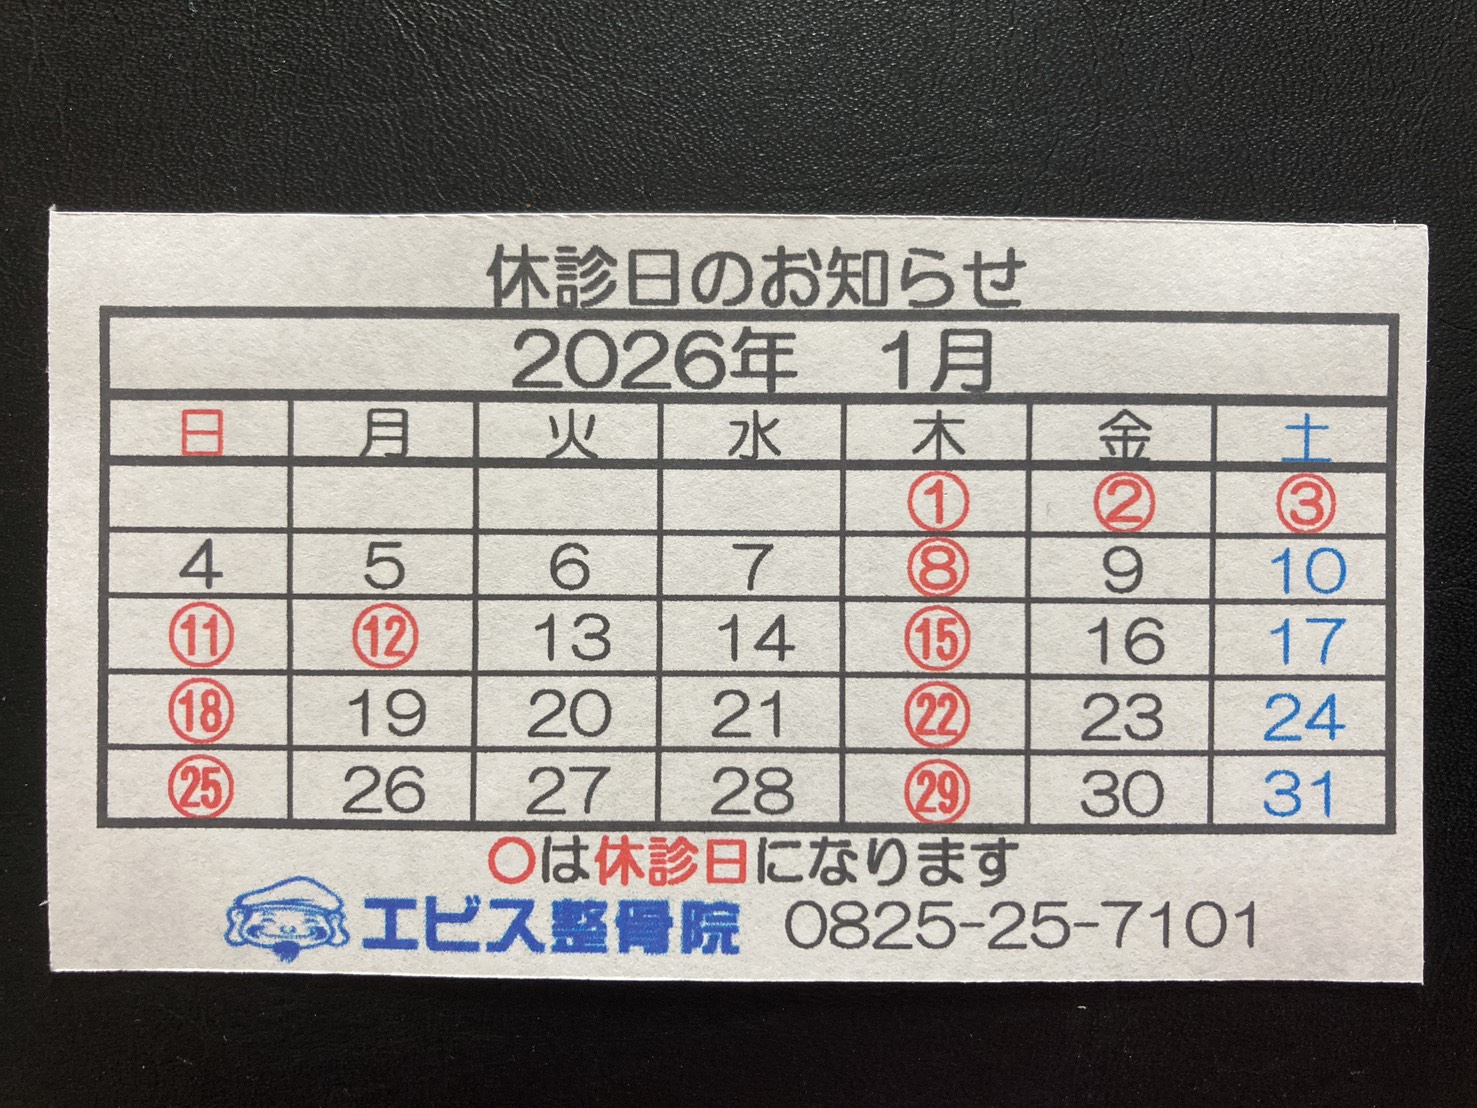 休診日のお知らせ
2026年 1月
日 月 火 水 木 金 土
① ② ③
4 5 6 7 ⑧ 9 10
⑪ ⑫ 13 14 ⑮ 16 17
⑱ 19 20 21 ㉒ 23 24
㉕ 26 27 28 ㉙ 30 31
○は休診日になります
エビス整骨院 0825-25-7101